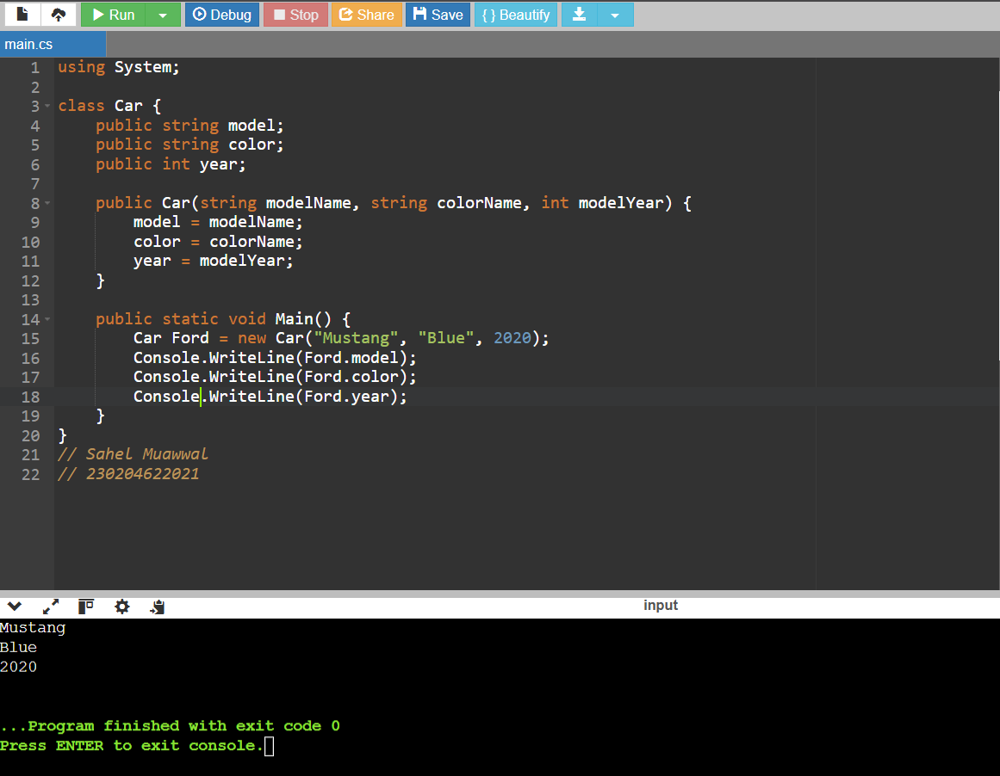 Run Debug Stop Share Save { } Beautify
main.cs
1 using System;
2
3 class Car {
4     public string model;
5     public string color;
6     public int year;
7
8     public Car(string modelName, string colorName, int modelYear) {
9         model = modelName;
10         color = colorName;
11         year = modelYear;
12     }
13
14     public static void Main() {
15         Car Ford = new Car("Mustang", "Blue", 2020);
16         Console.WriteLine(Ford.model);
17         Console.WriteLine(Ford.color);
18         Console.WriteLine(Ford.year);
19     }
20 }
21 // Sahel Muawwal
22 // 230204622021
input
Mustang
Blue
2020
...Program finished with exit code 0
Press ENTER to exit console.